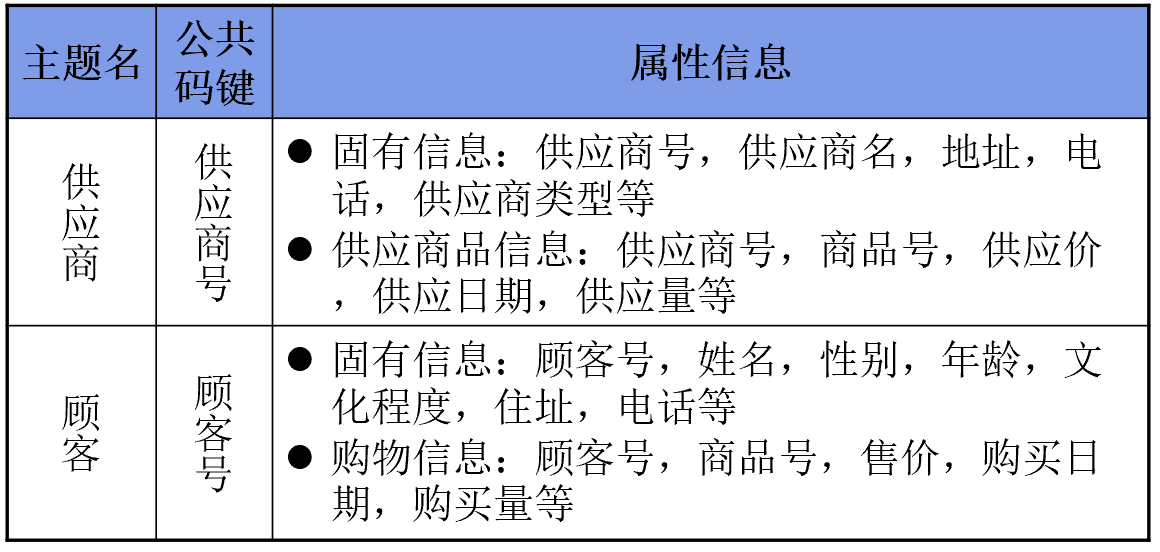 主题名
公共
码键
属性信息
供应商
供应商号
● 固有信息：供应商号，供应商名，地址，电
话，供应商类型等
● 供应商品信息：供应商号，商品号，供应价
，供应日期，供应量等
顾客
顾客号
● 固有信息：顾客号，姓名，性别，年龄，文
化程度，住址，电话等
● 购物信息：顾客号，商品号，售价，购买日
期，购买量等